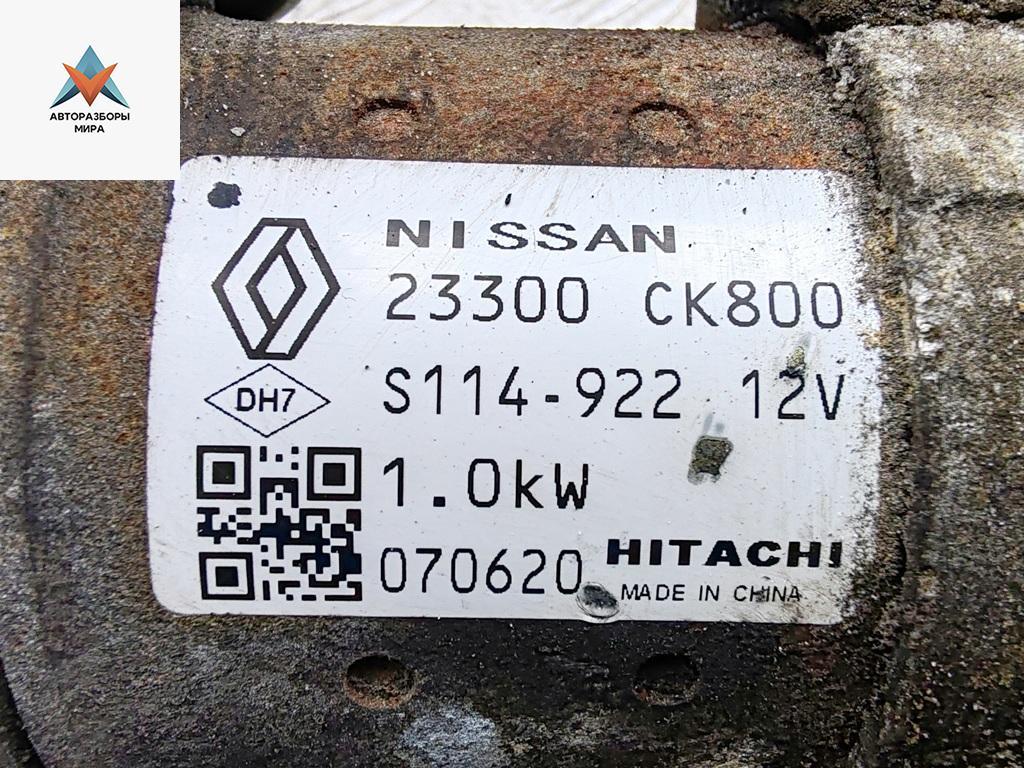 АВТОРАЗБОРЫ
МИРА
NISSAN
23300 CK800
DH7
S114-922 12V
1.0kW
070620
HITACHI
MADE IN CHINA